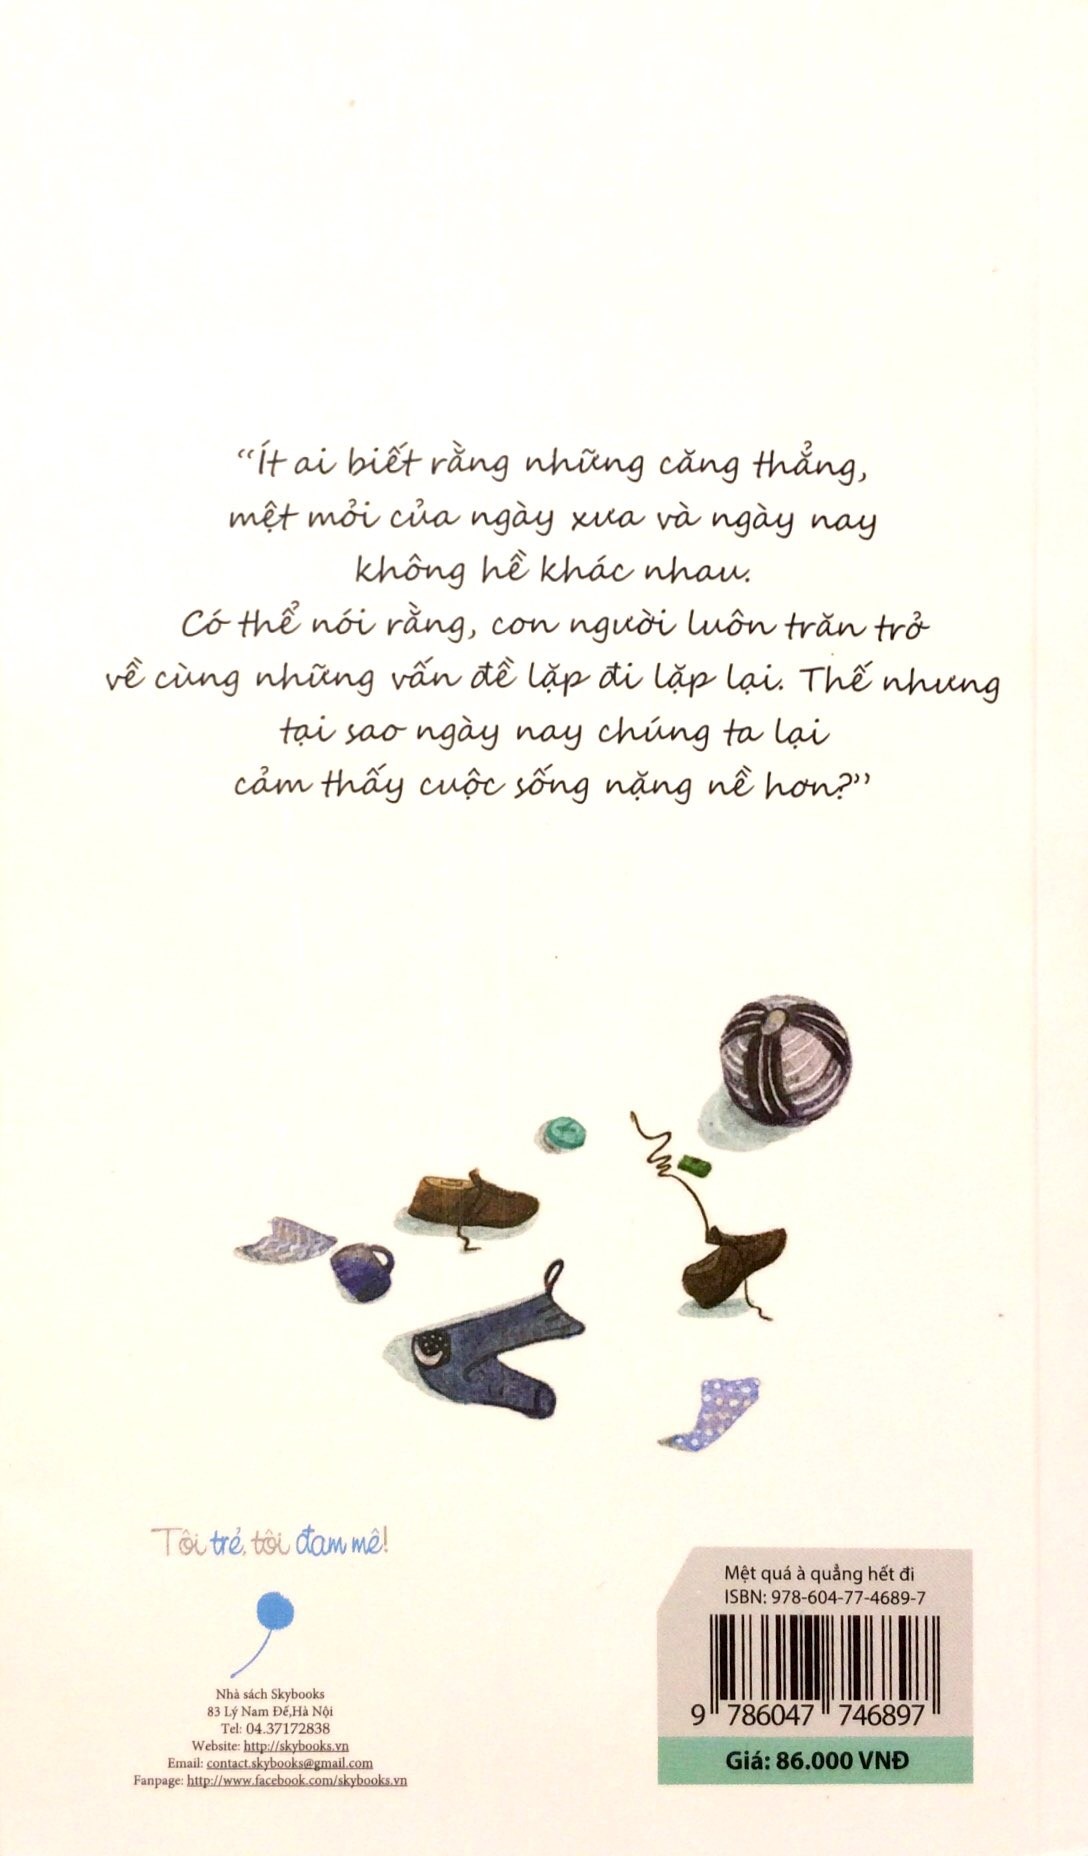 “Ít ai biết rằng những căng thẳng,
mệt mỏi của ngày xưa và ngày nay
không hề khác nhau.
Có thể nói rằng, con người luôn trăn trở
về cùng những vấn đề lặp đi lặp lại. Thế nhưng
tại sao ngày nay chúng ta lại
cảm thấy cuộc sống nặng nề hơn?”
Tôi trẻ, tôi đam mê!
Nhà sách Skybooks
83 Lý Nam Đế,Hà Nội
Tel: 04.37172838
Website: http://skybooks.vn
Email: contact.skybooks@gmail.com
Fanpage: http://www.facebook.com/skybooks.vn
Mệt quá à quẳng hết đi
ISBN: 978-604-77-4689-7
9 786047 746897
Giá: 86.000 VNĐ